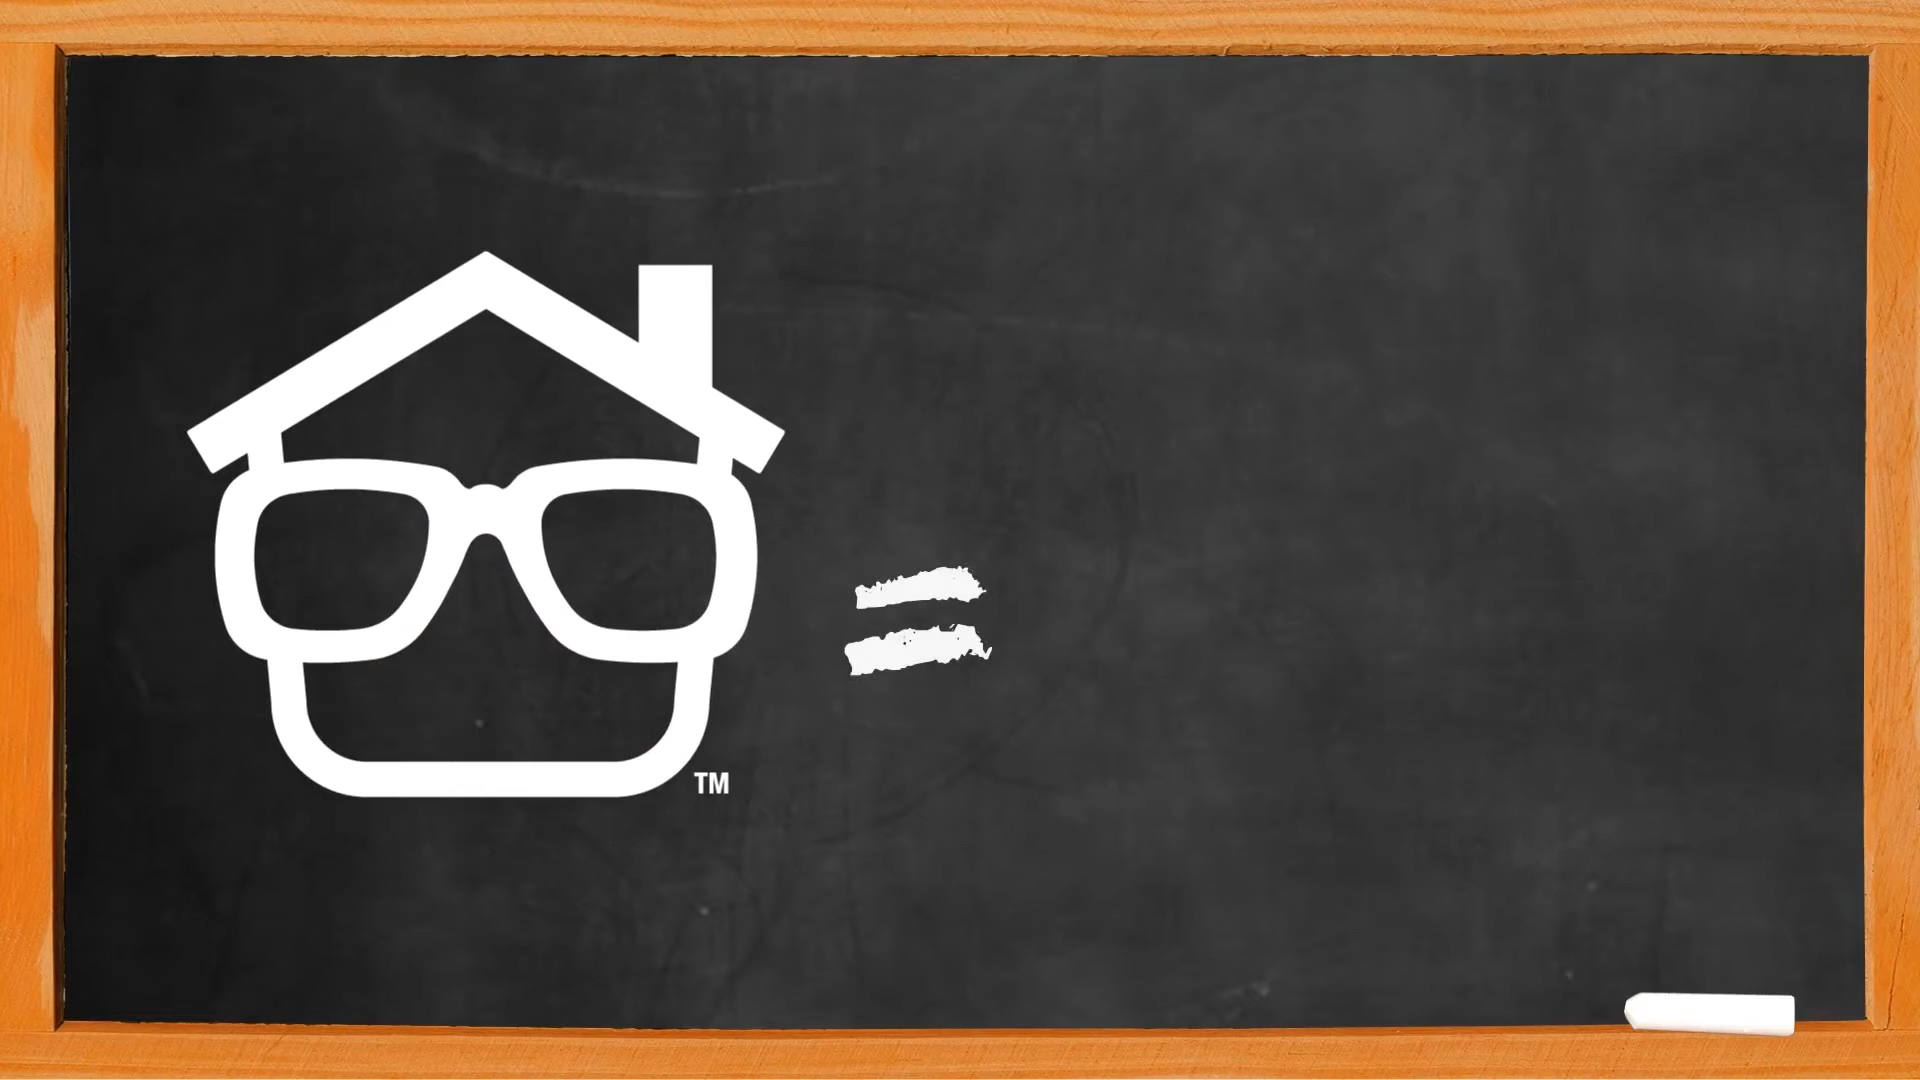 =
TM